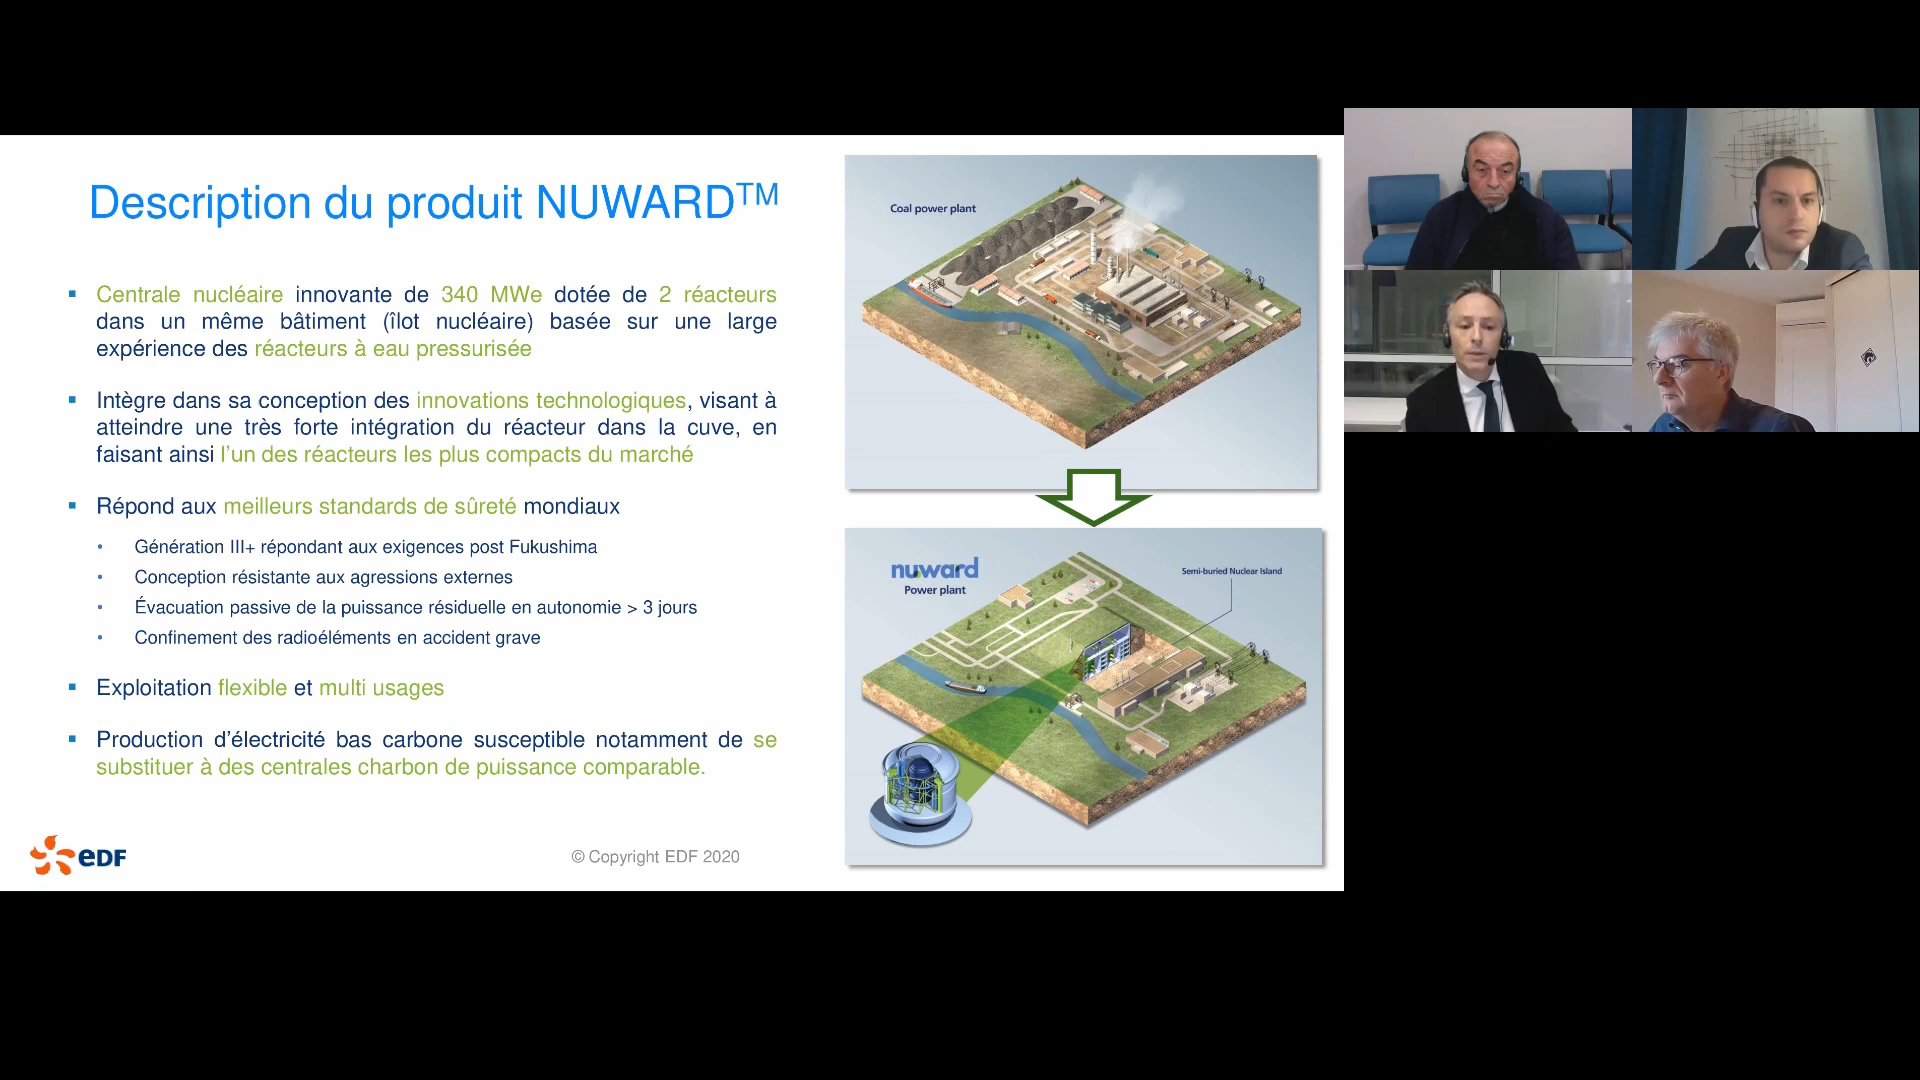 Description du produit NUWARD™
▪ Centrale nucléaire innovante de 340 MWe dotée de 2 réacteurs
dans un même bâtiment (îlot nucléaire) basée sur une large
expérience des réacteurs à eau pressurisée
▪ Intègre dans sa conception des innovations technologiques, visant à
atteindre une très forte intégration du réacteur dans la cuve, en
faisant ainsi l'un des réacteurs les plus compacts du marché
▪ Répond aux meilleurs standards de sûreté mondiaux
• Génération III+ répondant aux exigences post Fukushima
• Conception résistante aux agressions externes
• Évacuation passive de la puissance résiduelle en autonomie > 3 jours
• Confinement des radioéléments en accident grave
▪ Exploitation flexible et multi usages
▪ Production d'électricité bas carbone susceptible notamment de se
substituer à des centrales charbon de puissance comparable.
edF
© Copyright EDF 2020
Coal power plant
nuward
Power plant
Semi-buried Nuclear Island